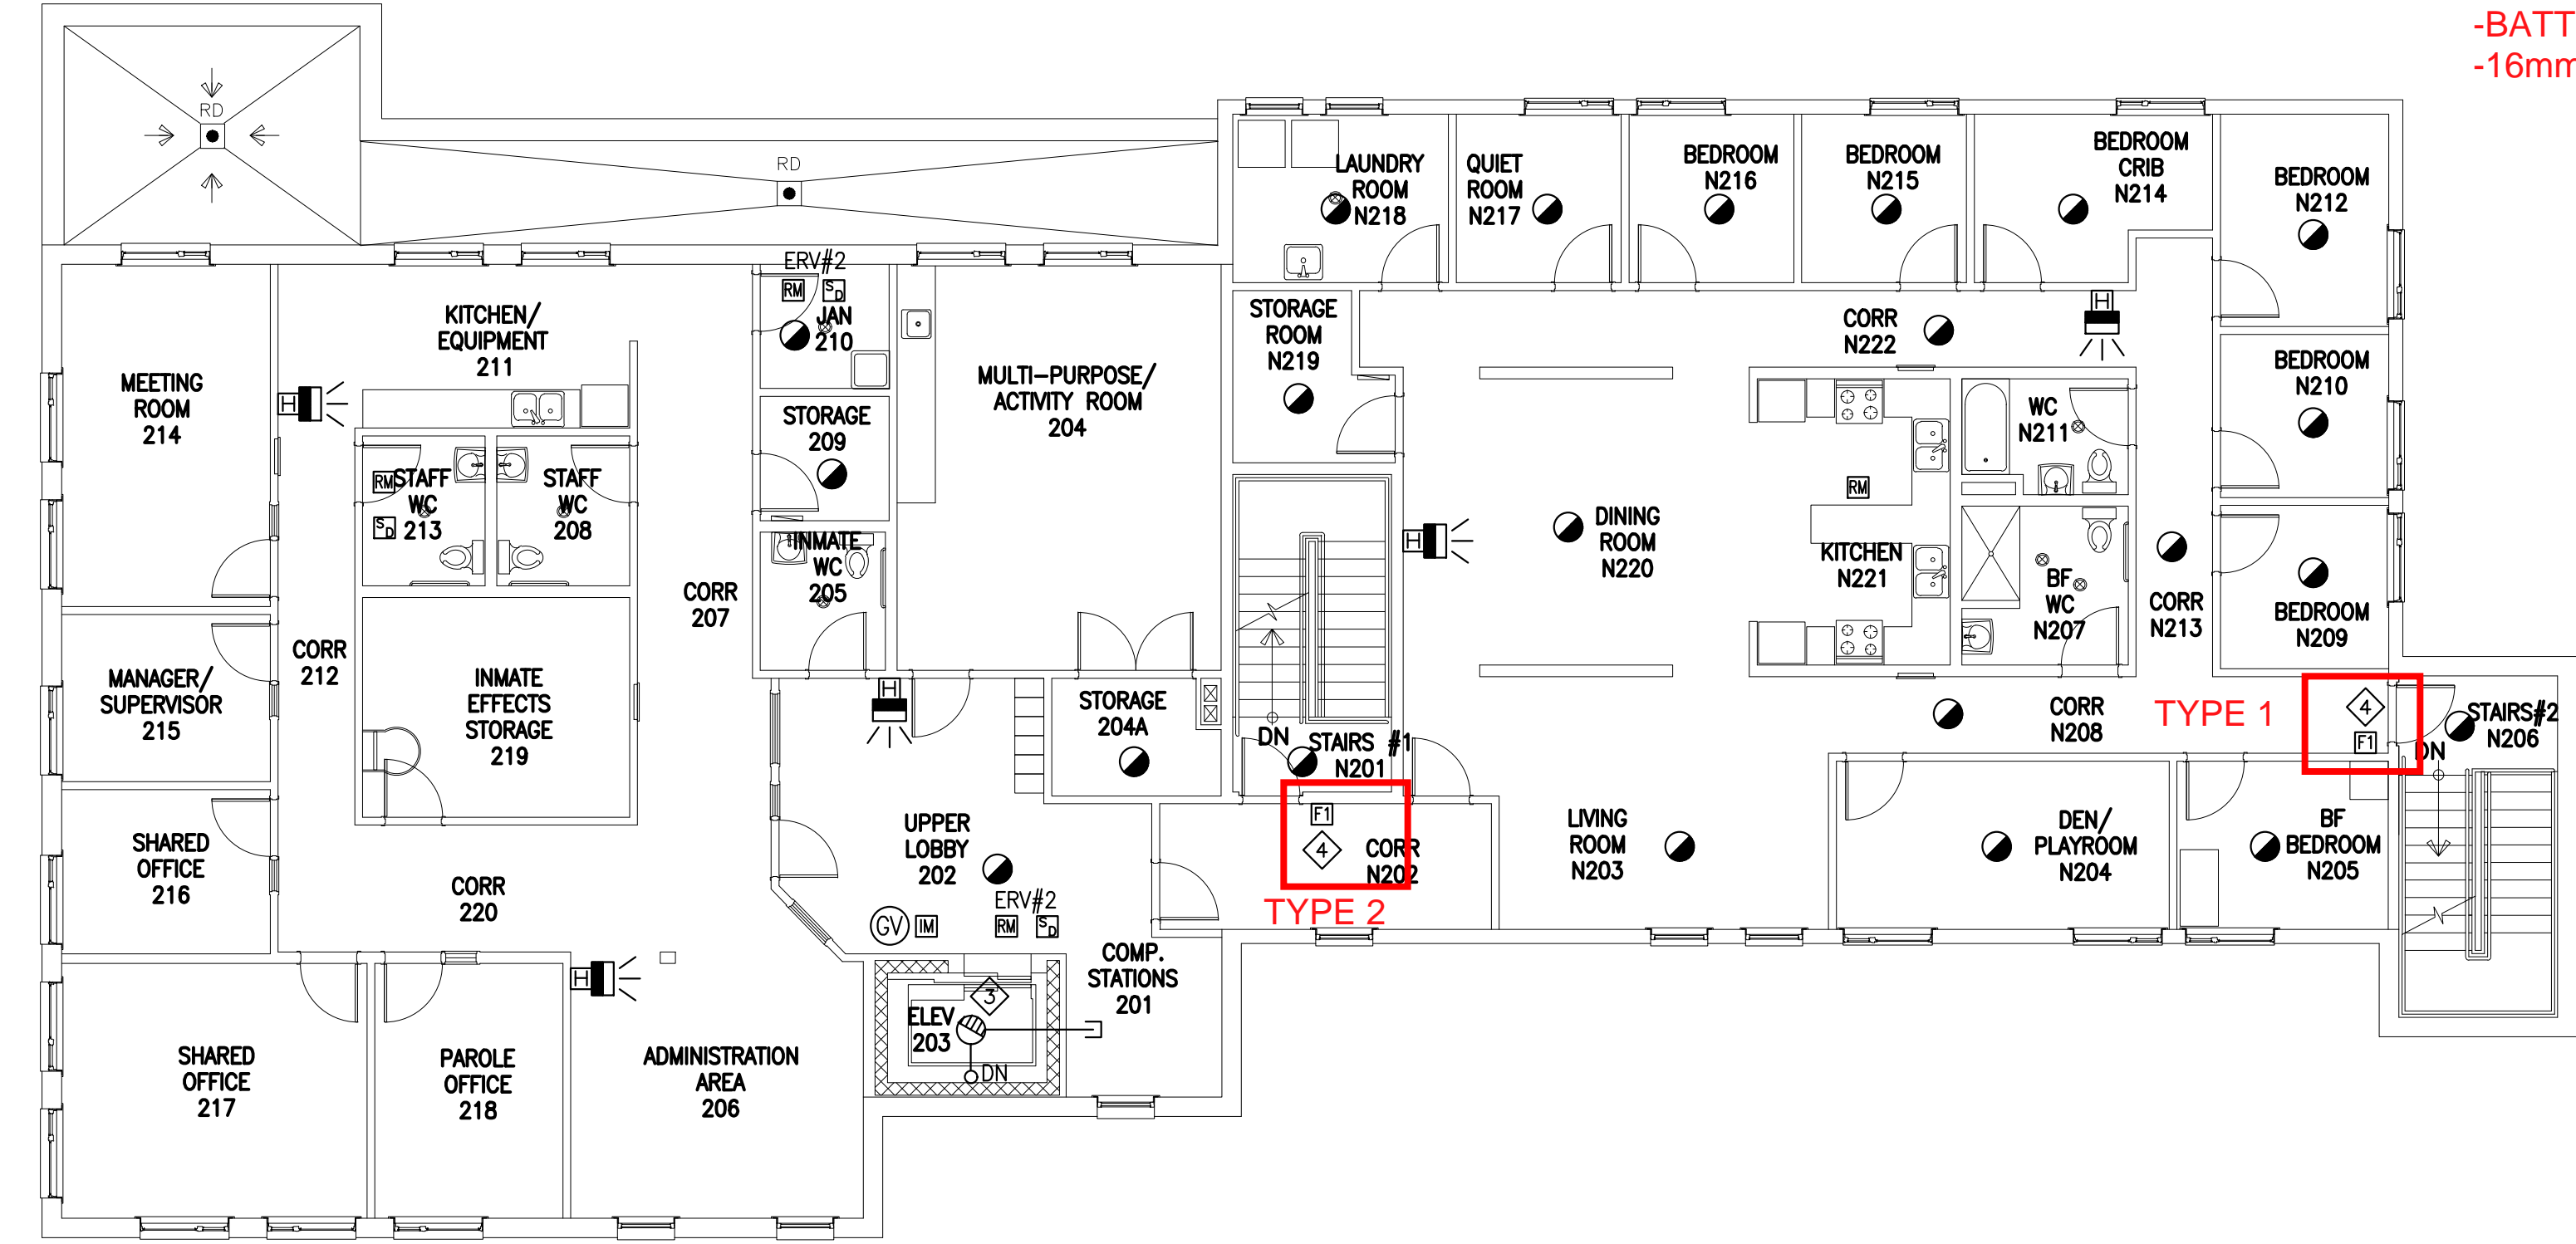 -BATT
-16mm
RD
RD
LAUNDRY
ROOM
N218
QUIET
ROOM
N217
BEDROOM
N216
BEDROOM
N215
BEDROOM
CRIB
N214
BEDROOM
N212
ERV#2
RM
SD
JAN
210
KITCHEN/
EQUIPMENT
211
MEETING
ROOM
214
H
STORAGE
209
MULTI-PURPOSE/
ACTIVITY ROOM
204
STORAGE
ROOM
N219
CORR
N222
H
BEDROOM
N210
WC
N211
RM
STAFF
WC
213
SD
STAFF
WC
208
INMATE
WC
205
CORR
207
H
DINING
ROOM
N220
RM
KITCHEN
N221
BF
WC
N207
CORR
N213
BEDROOM
N209
CORR
212
MANAGER/
SUPERVISOR
215
INMATE
EFFECTS
STORAGE
219
H
STORAGE
204A
DN
STAIRS #1
N201
CORR
N208
TYPE 1
4
F1
STAIRS#2
N206
DN
SHARED
OFFICE
216
CORR
220
UPPER
LOBBY
202
F1
4
CORR
N202
TYPE 2
LIVING
ROOM
N203
DEN/
PLAYROOM
N204
BF
BEDROOM
N205
GV
IM
ERV#2
RM
SD
COMP.
STATIONS
201
H
3
ELEV
203
DN
SHARED
OFFICE
217
PAROLE
OFFICE
218
ADMINISTRATION
AREA
206